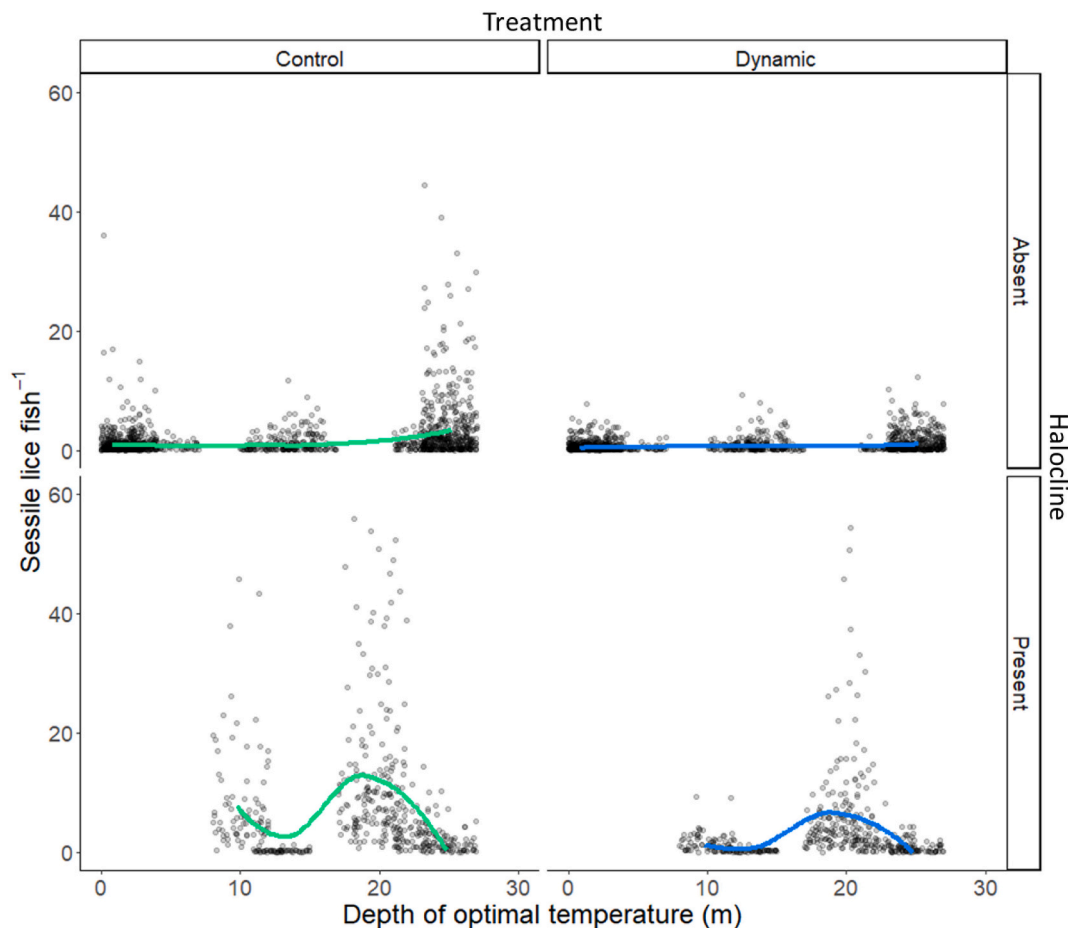 Treatment
Control
Dynamic
60
40
20
0
Absent
60
40
20
0
Present
Sessile lice fish⁻¹
Halocline
0 10 20 30
0 10 20 30
Depth of optimal temperature (m)